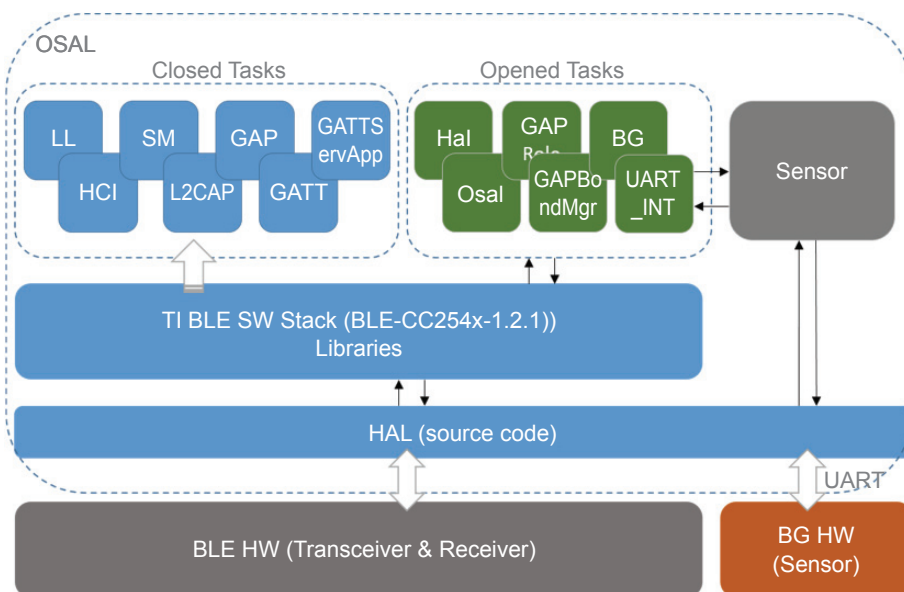 OSAL
Closed Tasks
Opened Tasks
LL
SM
GAP
GATTS
ervApp
HCI
L2CAP
GATT
Hal
GAP
Role
BG
Osal
GAPBo
ndMgr
UART
_INT
Sensor
TI BLE SW Stack (BLE-CC254x-1.2.1))
Libraries
HAL (source code)
UART
BLE HW (Transceiver & Receiver)
BG HW
(Sensor)